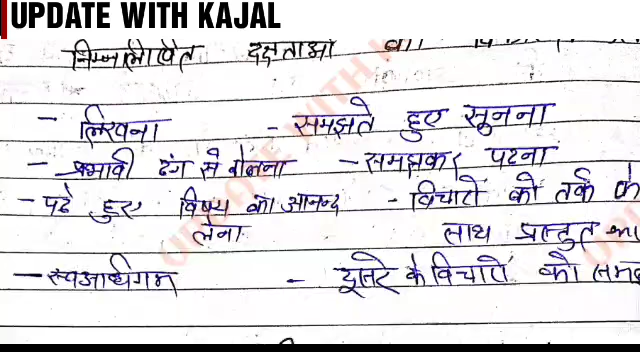 UPDATE WITH KAJAL
निम्नलिखित दक्षताओं का
- लिखना - समझते हुए सुनना
- प्रभावी ढंग से बोलना - समझकर पढना
- पढे हुए विषय का आनन्द - विचारों को तर्क के
लेना साथ प्रस्तुत
- स्वअधिगम - दूसरे के विचारों को